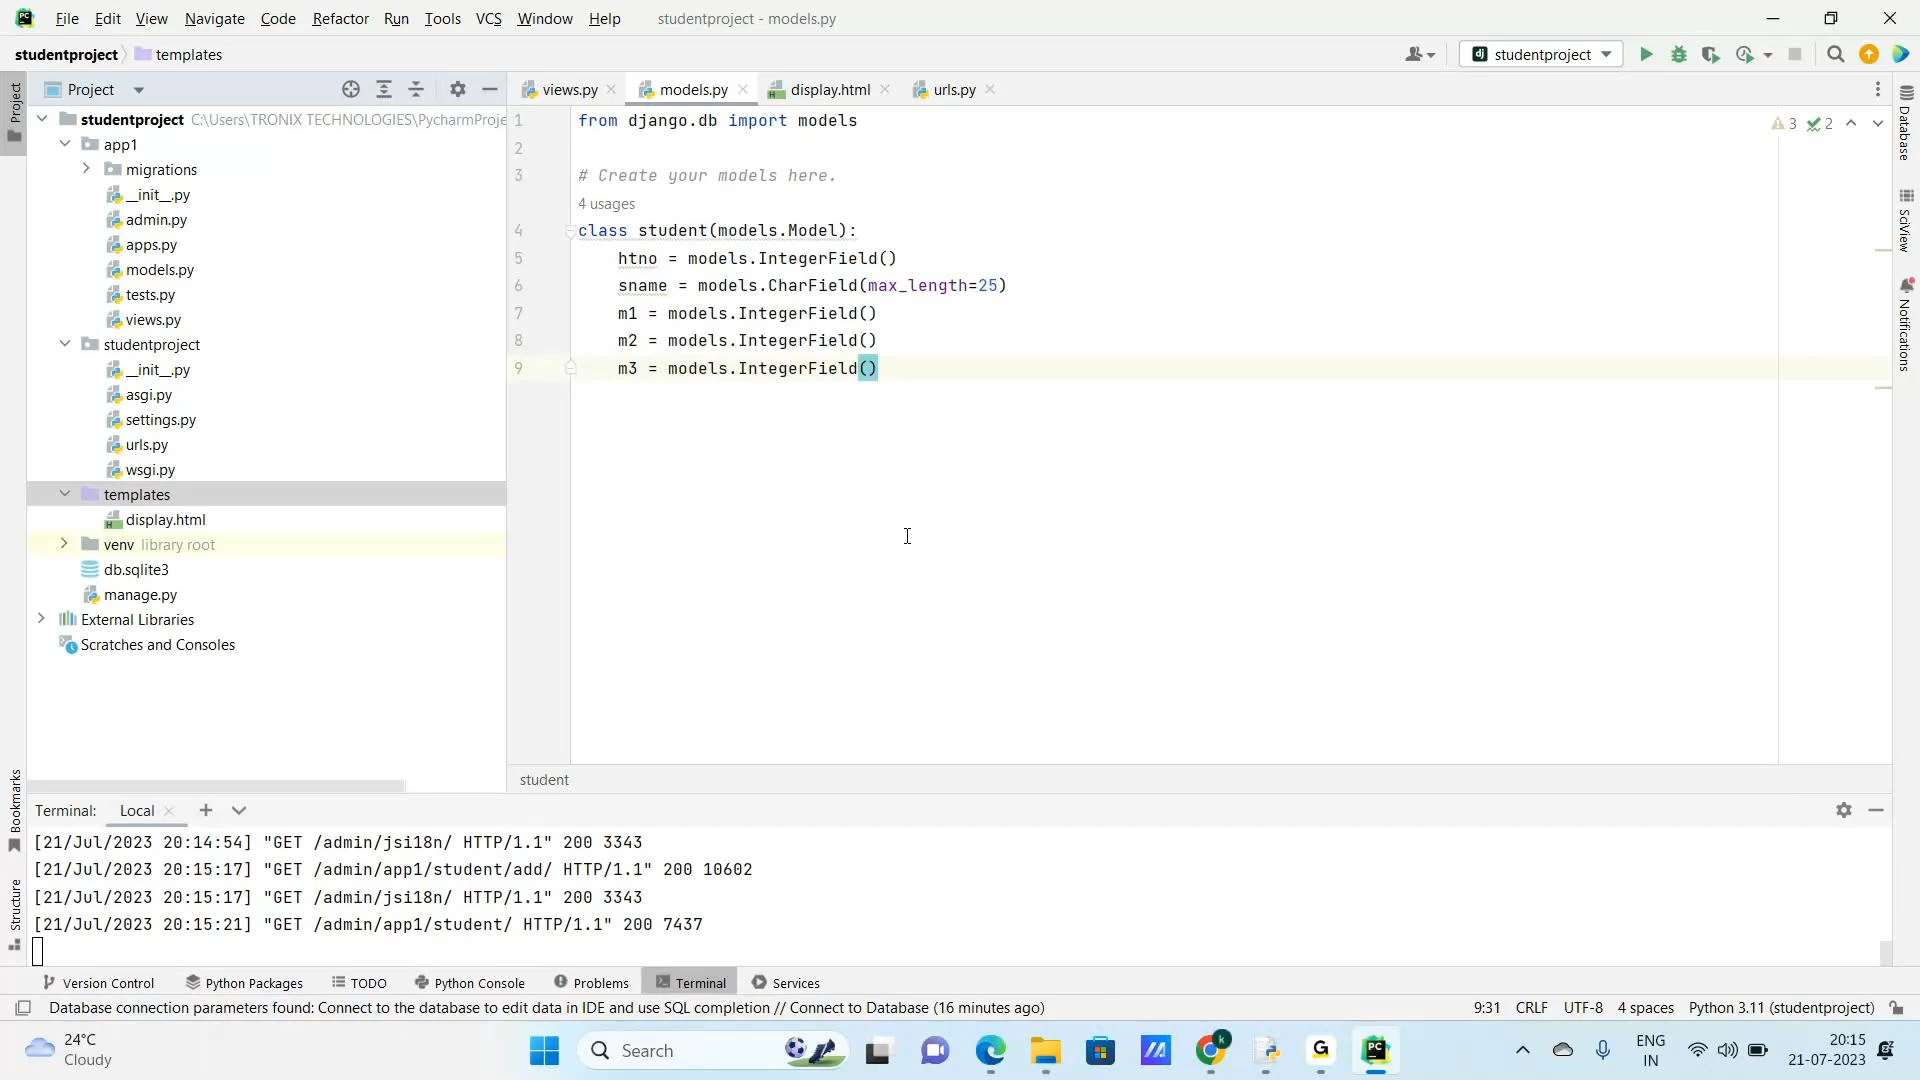 File Edit View Navigate Code Refactor Run Tools VCS Window Help studentproject - models.py
studentproject templates
studentproject
Project
views.py models.py display.html urls.py
studentproject C:\Users\TRONIX TECHNOLOGIES\PycharmProje
app1
migrations
__init__.py
admin.py
apps.py
models.py
tests.py
views.py
studentproject
__init__.py
asgi.py
settings.py
urls.py
wsgi.py
templates
display.html
venv library root
db.sqlite3
manage.py
External Libraries
Scratches and Consoles
1 from django.db import models
2
3 # Create your models here.
4 usages
4 class student(models.Model):
5 htno = models.IntegerField()
6 sname = models.CharField(max_length=25)
7 m1 = models.IntegerField()
8 m2 = models.IntegerField()
9 m3 = models.IntegerField()
3 2
student
Project
Bookmarks
Structure
Database
SciView
Notifications
Terminal: Local
[21/Jul/2023 20:14:54] "GET /admin/jsi18n/ HTTP/1.1" 200 3343
[21/Jul/2023 20:15:17] "GET /admin/app1/student/add/ HTTP/1.1" 200 10602
[21/Jul/2023 20:15:17] "GET /admin/jsi18n/ HTTP/1.1" 200 3343
[21/Jul/2023 20:15:21] "GET /admin/app1/student/ HTTP/1.1" 200 7437
Version Control Python Packages TODO Python Console Problems Terminal Services
Database connection parameters found: Connect to the database to edit data in IDE and use SQL completion // Connect to Database (16 minutes ago) 9:31 CRLF UTF-8 4 spaces Python 3.11 (studentproject)
24°C
Cloudy
Search
ENG
IN
20:15
21-07-2023